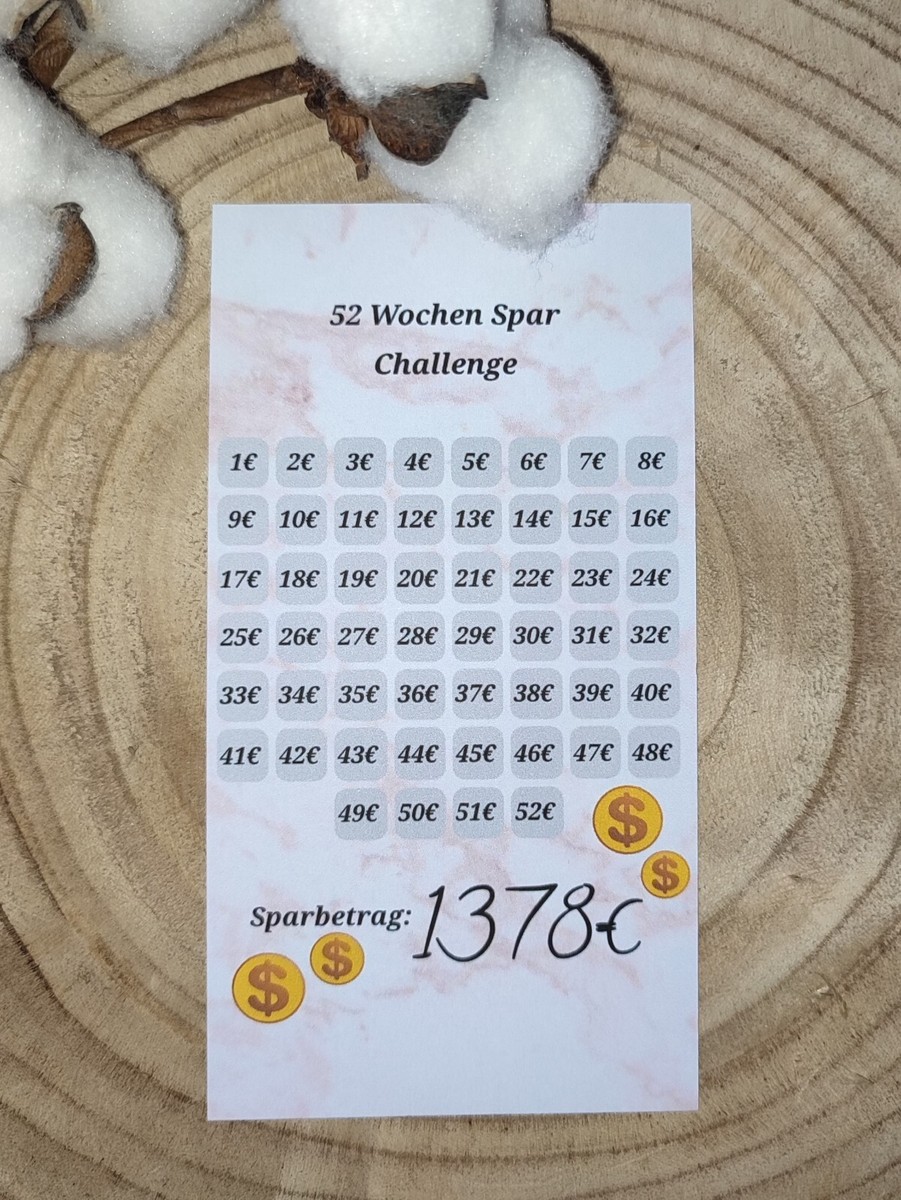 52 Wochen Spar
Challenge
1€ 2€ 3€ 4€ 5€ 6€ 7€ 8€
9€ 10€ 11€ 12€ 13€ 14€ 15€ 16€
17€ 18€ 19€ 20€ 21€ 22€ 23€ 24€
25€ 26€ 27€ 28€ 29€ 30€ 31€ 32€
33€ 34€ 35€ 36€ 37€ 38€ 39€ 40€
41€ 42€ 43€ 44€ 45€ 46€ 47€ 48€
49€ 50€ 51€ 52€
$
$
Sparbetrag: 1378€
$
$